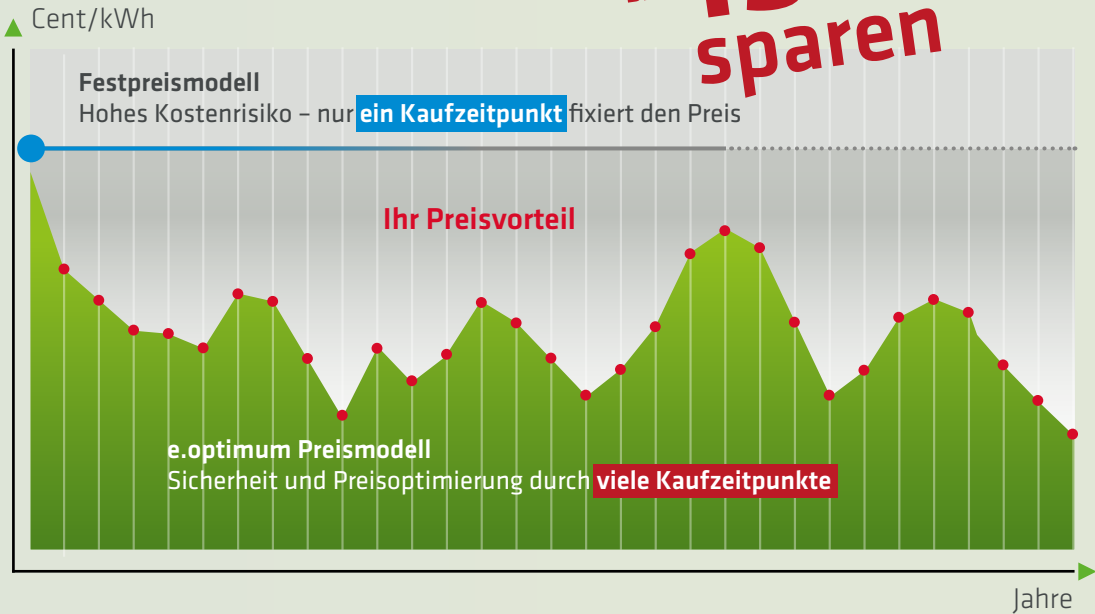 Cent/kWh
sparen
Festpreismodell
Hohes Kostenrisiko – nur ein Kaufzeitpunkt fixiert den Preis
Ihr Preisvorteil
e.optimum Preismodell
Sicherheit und Preisoptimierung durch viele Kaufzeitpunkte
Jahre